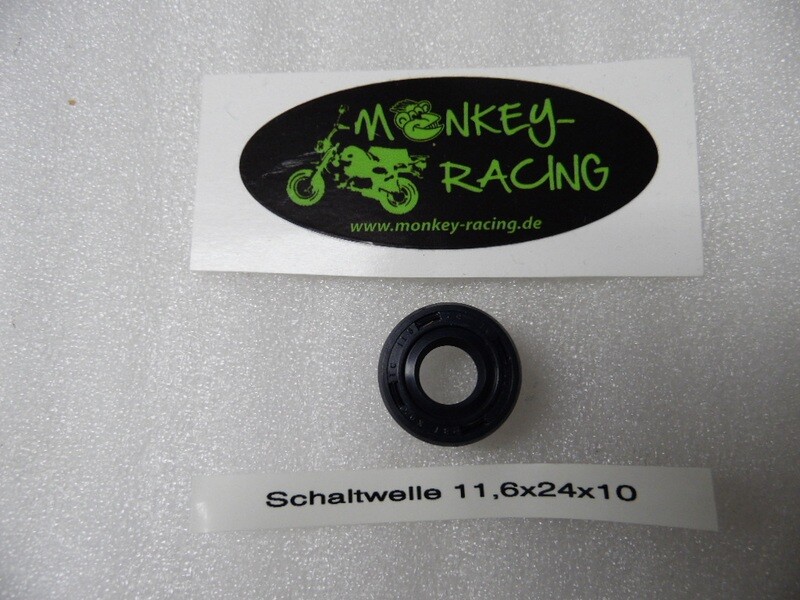 MONKEY-
RACING
www.monkey-racing.de
Schaltwelle 11,6x24x10